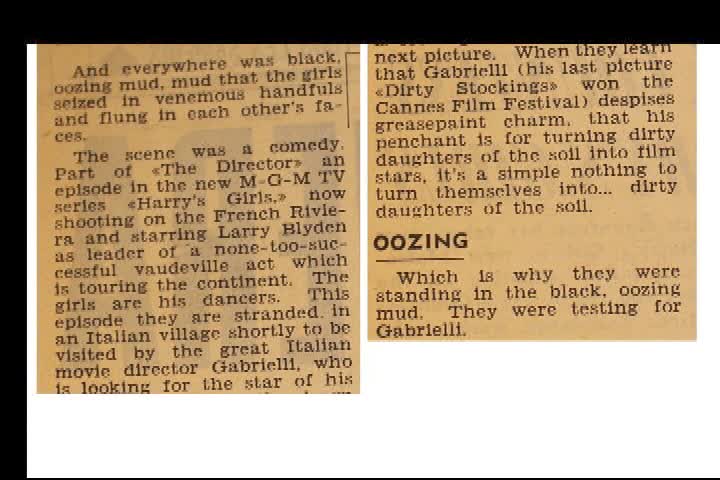 And everywhere was black,
oozing mud, mud that the girls
seized in venemous handfuls
and flung in each other's fa-
ces.
The scene was a comedy.
Part of «The Director» an
episode in the new M-G-M TV
series «Harry's Girls,» now
shooting on the French Rivie-
ra and starring Larry Blyden
as leader of a none-too-suc-
cessful vaudeville act which
is touring the continent. The
girls are his dancers. This
episode they are stranded in
an Italian village shortly to be
visited by the great Italian
movie director Gabrielli, who
is looking for the star of his
next picture. When they learn
that Gabrielli (his last picture
«Dirty Stockings» won the
Cannes Film Festival) despises
greasepaint charm, that his
penchant is for turning dirty
daughters of the soil into film
stars, it's a simple nothing to
turn themselves into... dirty
daughters of the soil.
OOZING
Which is why they were
standing in the black, oozing
mud. They were testing for
Gabrielli.